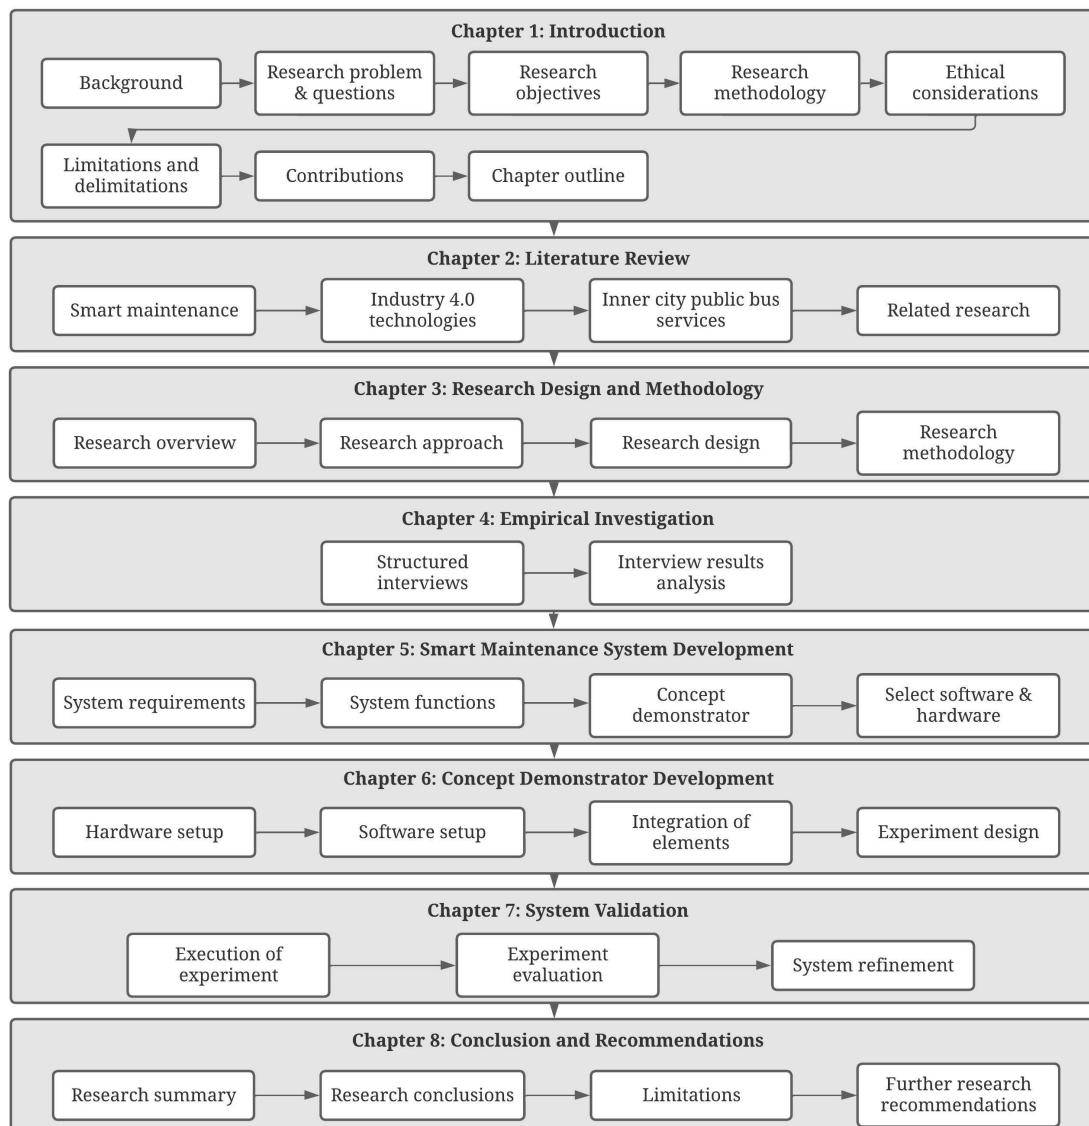 Chapter 1: Introduction
Background
Research problem
& questions
Research
objectives
Research
methodology
Ethical
considerations
Limitations and
delimitations
Contributions
Chapter outline
Chapter 2: Literature Review
Smart maintenance
Industry 4.0
technologies
Inner city public bus
services
Related research
Chapter 3: Research Design and Methodology
Research overview
Research approach
Research design
Research
methodology
Chapter 4: Empirical Investigation
Structured
interviews
Interview results
analysis
Chapter 5: Smart Maintenance System Development
System requirements
System functions
Concept
demonstrator
Select software &
hardware
Chapter 6: Concept Demonstrator Development
Hardware setup
Software setup
Integration of
elements
Experiment design
Chapter 7: System Validation
Execution of
experiment
Experiment
evaluation
System refinement
Chapter 8: Conclusion and Recommendations
Research summary
Research conclusions
Limitations
Further research
recommendations